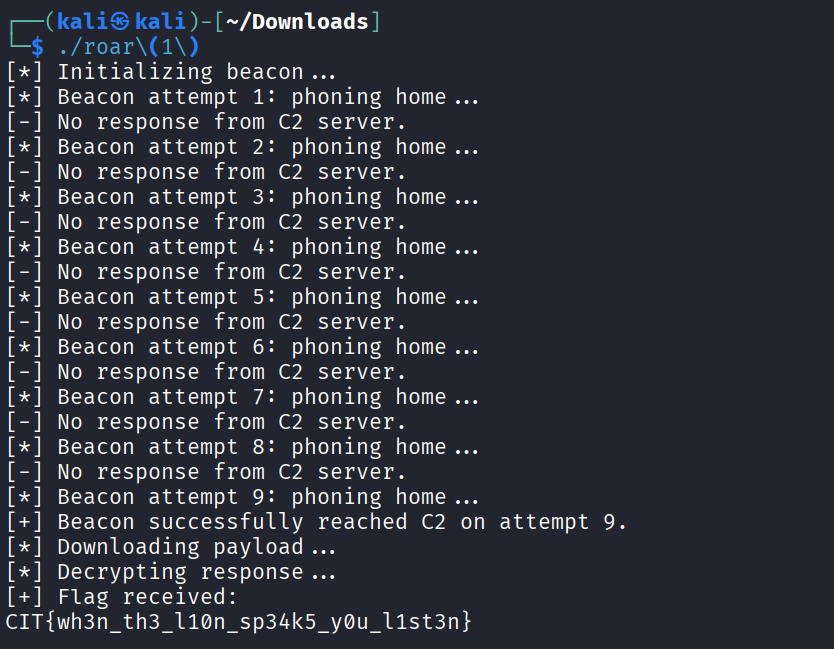 ┌──(kali㉿kali)-[~/Downloads]
└─$ ./roar\(1\)
[*] Initializing beacon...
[*] Beacon attempt 1: phoning home...
[-] No response from C2 server.
[*] Beacon attempt 2: phoning home...
[-] No response from C2 server.
[*] Beacon attempt 3: phoning home...
[-] No response from C2 server.
[*] Beacon attempt 4: phoning home...
[-] No response from C2 server.
[*] Beacon attempt 5: phoning home...
[-] No response from C2 server.
[*] Beacon attempt 6: phoning home...
[-] No response from C2 server.
[*] Beacon attempt 7: phoning home...
[-] No response from C2 server.
[*] Beacon attempt 8: phoning home...
[-] No response from C2 server.
[*] Beacon attempt 9: phoning home...
[+] Beacon successfully reached C2 on attempt 9.
[*] Downloading payload...
[*] Decrypting response...
[+] Flag received:
CIT{wh3n_th3_l10n_sp34k5_y0u_l1st3n}